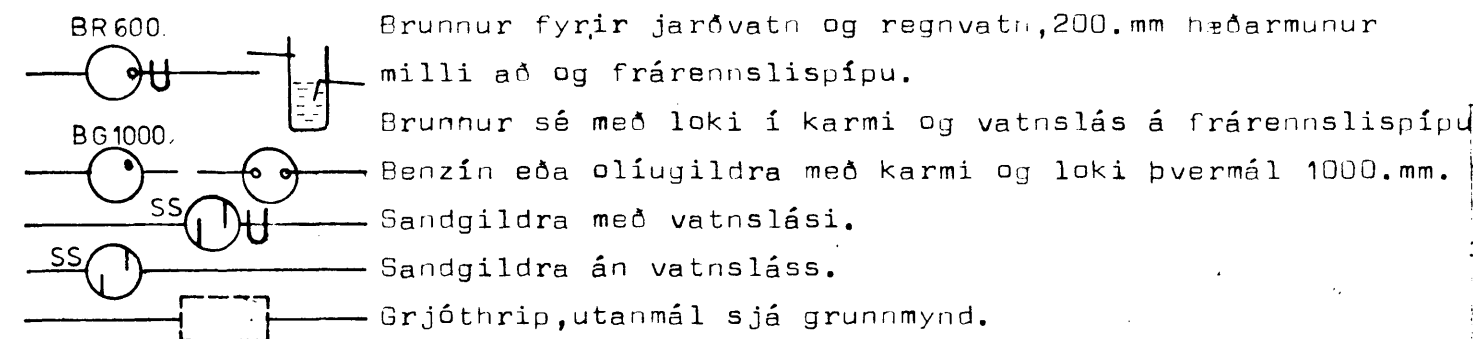 BR 600. Brunnur fyrir jarðvatn og regnvatn,200.mm hæðarmunur
milli að og frárennslispípu.
Brunnur sé með loki í karmi og vatnslás á frárennslispípu
BG1000. Benzín eða olíugildra með karmi og loki þvermál 1000.mm.
SS Sandgildra með vatnslási.
SS Sandgildra án vatnsláss.
Grjóthrip,utanmál sjá grunnmynd.